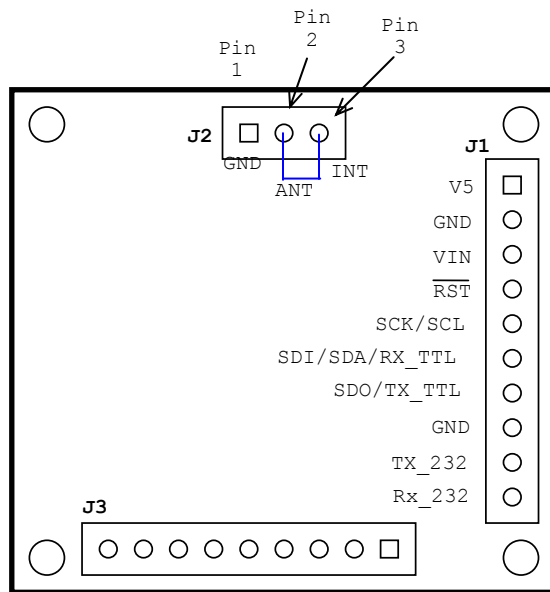 Pin
1
Pin
2
Pin
3
J2
GND
ANT
INT
J1
V5
GND
VIN
RST
SCK/SCL
SDI/SDA/RX_TTL
SDO/TX_TTL
GND
TX_232
Rx_232
J3